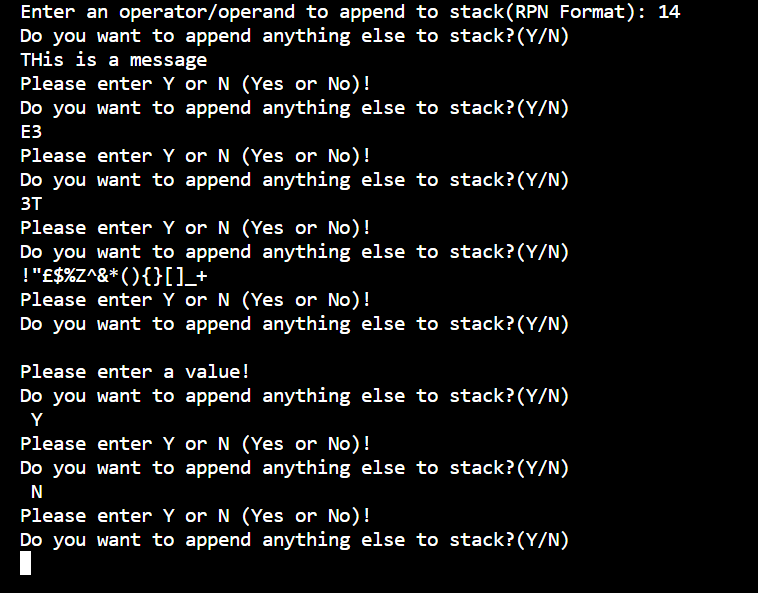 Enter an operator/operand to append to stack(RPN Format): 14
Do you want to append anything else to stack?(Y/N)
THis is a message
Please enter Y or N (Yes or No)!
Do you want to append anything else to stack?(Y/N)
E3
Please enter Y or N (Yes or No)!
Do you want to append anything else to stack?(Y/N)
3T
Please enter Y or N (Yes or No)!
Do you want to append anything else to stack?(Y/N)
!"£$%Z^&*(){}[]_+
Please enter Y or N (Yes or No)!
Do you want to append anything else to stack?(Y/N)

Please enter a value!
Do you want to append anything else to stack?(Y/N)
 Y
Please enter Y or N (Yes or No)!
Do you want to append anything else to stack?(Y/N)
 N
Please enter Y or N (Yes or No)!
Do you want to append anything else to stack?(Y/N)